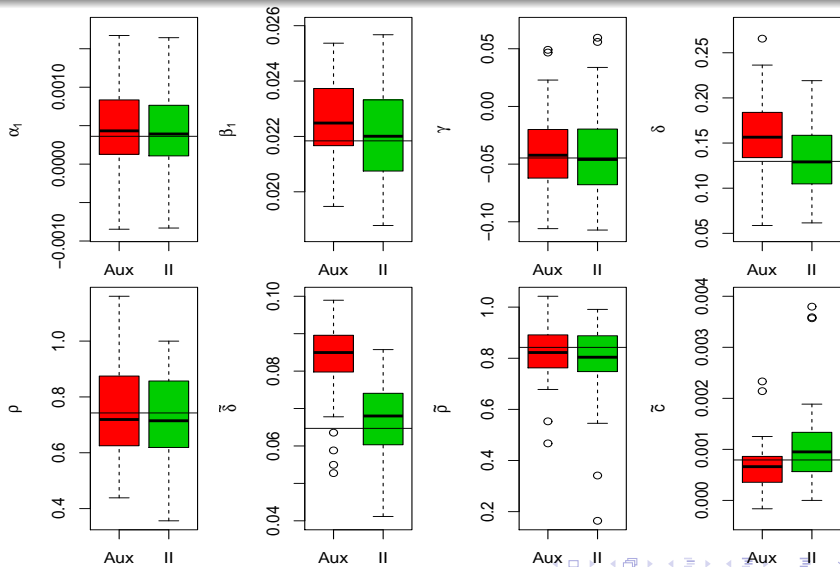 α1
−0.0010 0.0000 0.0010
Aux II
β1
0.020 0.022 0.024 0.026
Aux II
γ
−0.10 −0.05 0.00 0.05
Aux II
δ
0.05 0.10 0.15 0.20 0.25
Aux II
ρ
0.4 0.6 0.8 1.0
Aux II
δ̃
0.04 0.06 0.08 0.10
Aux II
ρ̃
0.2 0.4 0.6 0.8 1.0
Aux II
c̃
0.000 0.001 0.002 0.003 0.004
Aux II